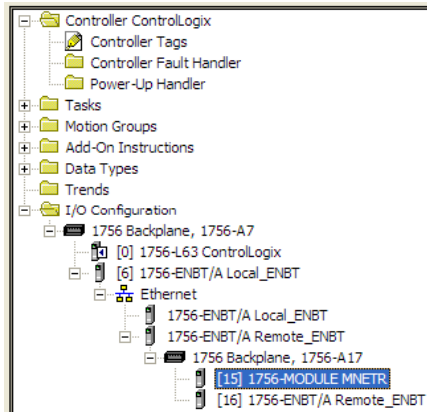 Controller ControlLogix
Controller Tags
Controller Fault Handler
Power-Up Handler
Tasks
Motion Groups
Add-On Instructions
Data Types
Trends
I/O Configuration
1756 Backplane, 1756-A7
[0] 1756-L63 ControlLogix
[6] 1756-ENBT/A Local_ENBT
Ethernet
1756-ENBT/A Local_ENBT
1756-ENBT/A Remote_ENBT
1756 Backplane, 1756-A17
[15] 1756-MODULE MNETR
[16] 1756-ENBT/A Remote_ENBT